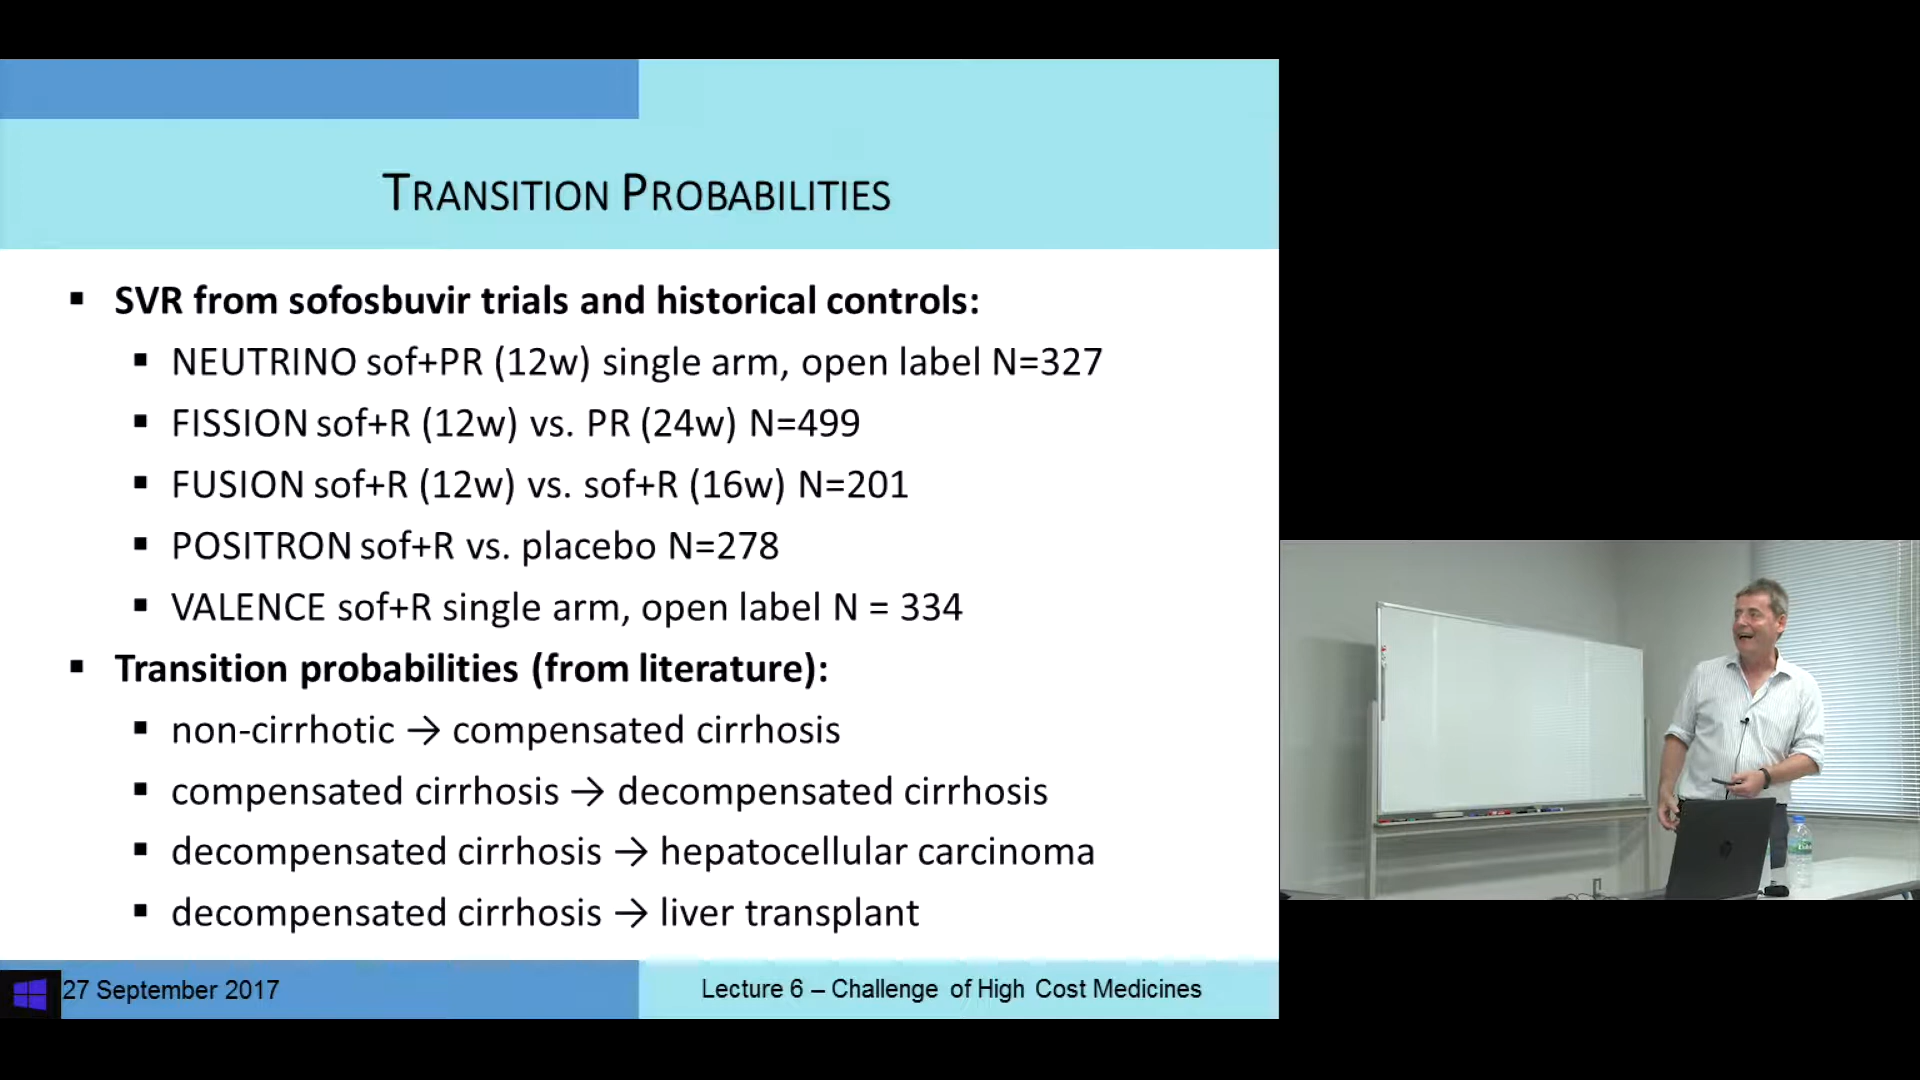 TRANSITION PROBABILITIES
▪ SVR from sofosbuvir trials and historical controls:
▪ NEUTRINO sof+PR (12w) single arm, open label N=327
▪ FISSION sof+R (12w) vs. PR (24w) N=499
▪ FUSION sof+R (12w) vs. sof+R (16w) N=201
▪ POSITRON sof+R vs. placebo N=278
▪ VALENCE sof+R single arm, open label N = 334
▪ Transition probabilities (from literature):
▪ non-cirrhotic → compensated cirrhosis
▪ compensated cirrhosis → decompensated cirrhosis
▪ decompensated cirrhosis → hepatocellular carcinoma
▪ decompensated cirrhosis → liver transplant
27 September 2017
Lecture 6 – Challenge of High Cost Medicines